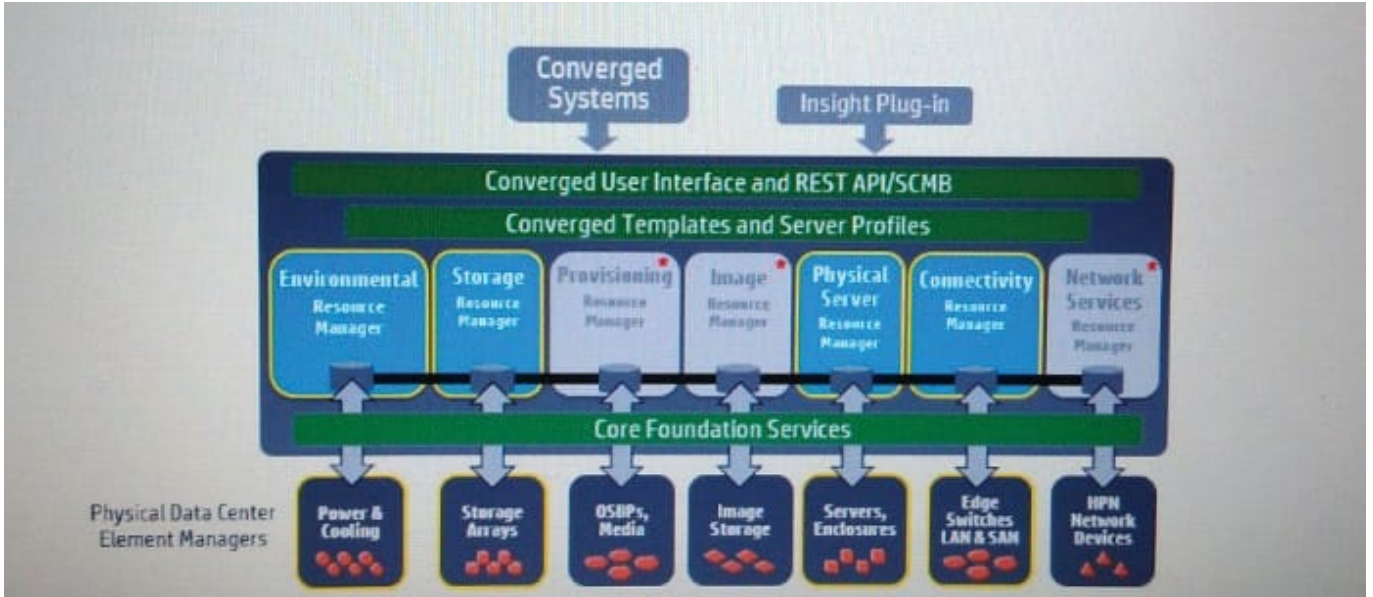 Converged
Systems
Insight Plug-in
Converged User Interface and REST API/SCMB
Converged Templates and Server Profiles
Environmental
Resource
Manager
Storage
Resource
Manager
Provisioning
Resource
Manager
Image
Resource
Manager
Physical
Server
Resource
Manager
Connectivity
Resource
Manager
Network
Services
Resource
Manager
Core Foundation Services
Physical Data Center
Element Managers
Power &
Cooling
Storage
Arrays
OSBPs,
Media
Image
Storage
Servers,
Enclosures
Edge
Switches
LAN & SAN
HPN
Network
Devices